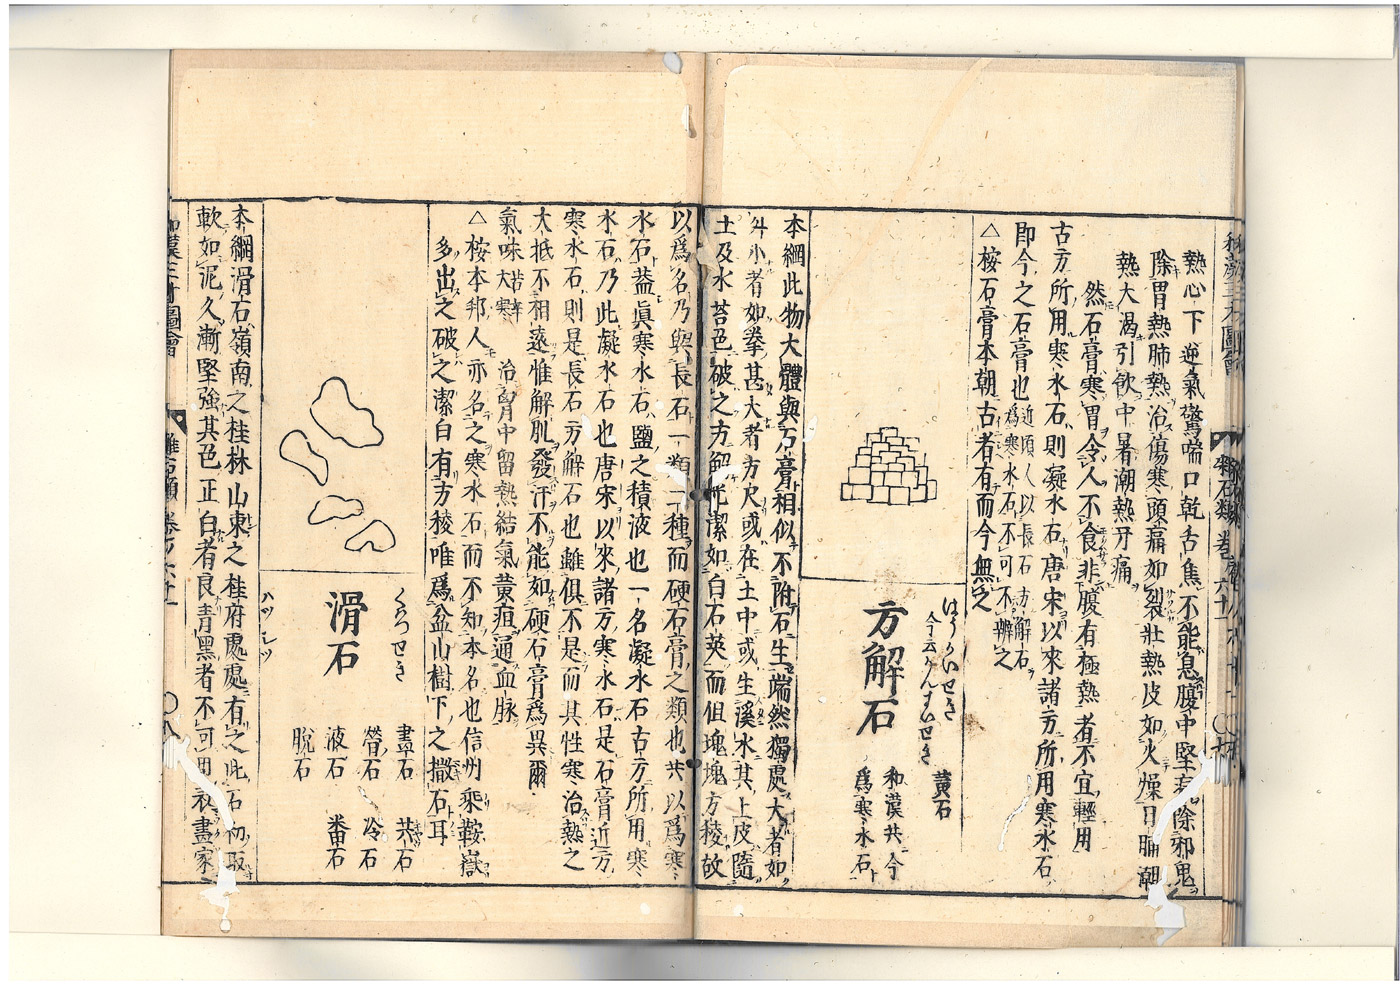 熱心下逆氣驚喘口乾舌焦不能息腹中堅
除胃熱肺熱治傷寒頭痛如裂壯熱皮如火燥日晡潮
熱大渇引飲中暑潮熱牙痛
然石膏寒胃令人不食非腹有極熱者不宜輕用
古方所用寒水石則凝水石唐宋以來諸方所用寒水石
即今之石膏也近頃人以長石方解石
爲寒水石不可不辨之
△桉石膏本朝古者有而今無之
はうかいせき
今云かんすいせき
方解石
黄石
和漢共今
爲寒水石
本綱此物大體與石膏相似不附石生端然獨處大者如
升小者如拳甚大者方尺或在土中或生溪水其上皮隨
土及水苔色破之方解光潔如白石英而但塊塊方稜故
以爲名乃與長石一類二種而硬石膏之類也共以爲寒
水石葢眞寒水石鹽之積液也一名凝水石古方所用寒
水石乃此凝水石也唐宋以來諸方寒水石是石膏近方
寒水石則是長石方解石也雖俱不是而其性寒治熱之
大抵不相遠惟解肌發汗不能如硬石膏爲異爾
氣味苦辛大寒 治胷中留熱結氣黄疸通血脉
△桉本邦人亦名之寒水石而不知本名也信州乘鞍嶽
多出之破之潔白有方稜唯爲盆山樹下之撒石耳
くろつせき
滑石
ハツ シツ
畫石 共石
膋石 冷石
液石 番石
脫石
本綱滑石嶺南之桂林山東之桂府處處有之此石初取
軟如泥久漸堅強其色正白者良青黑者不可用衣畫家
和漢三才圖會
雜石類 卷ノ六十一
〇八